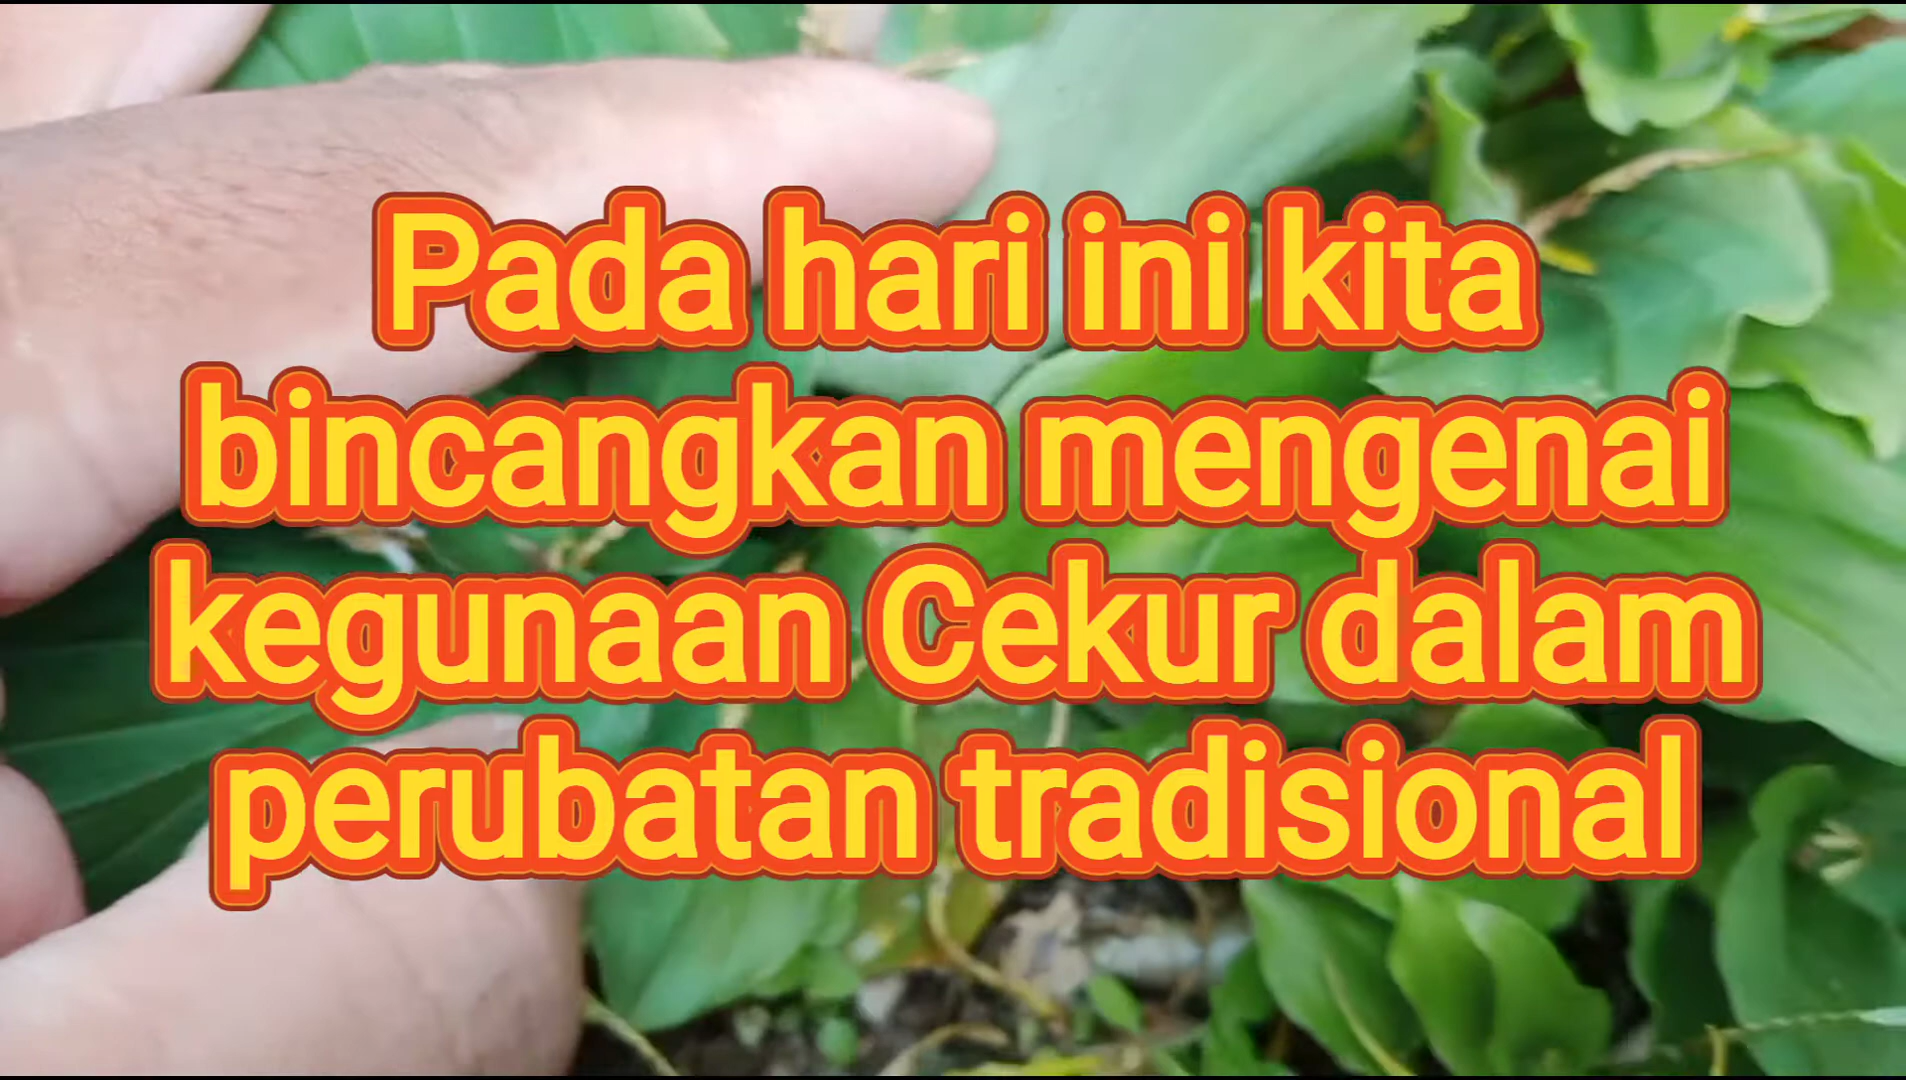 Pada hari ini kita
bincangkan mengenai
kegunaan Cekur dalam
perubatan tradisional